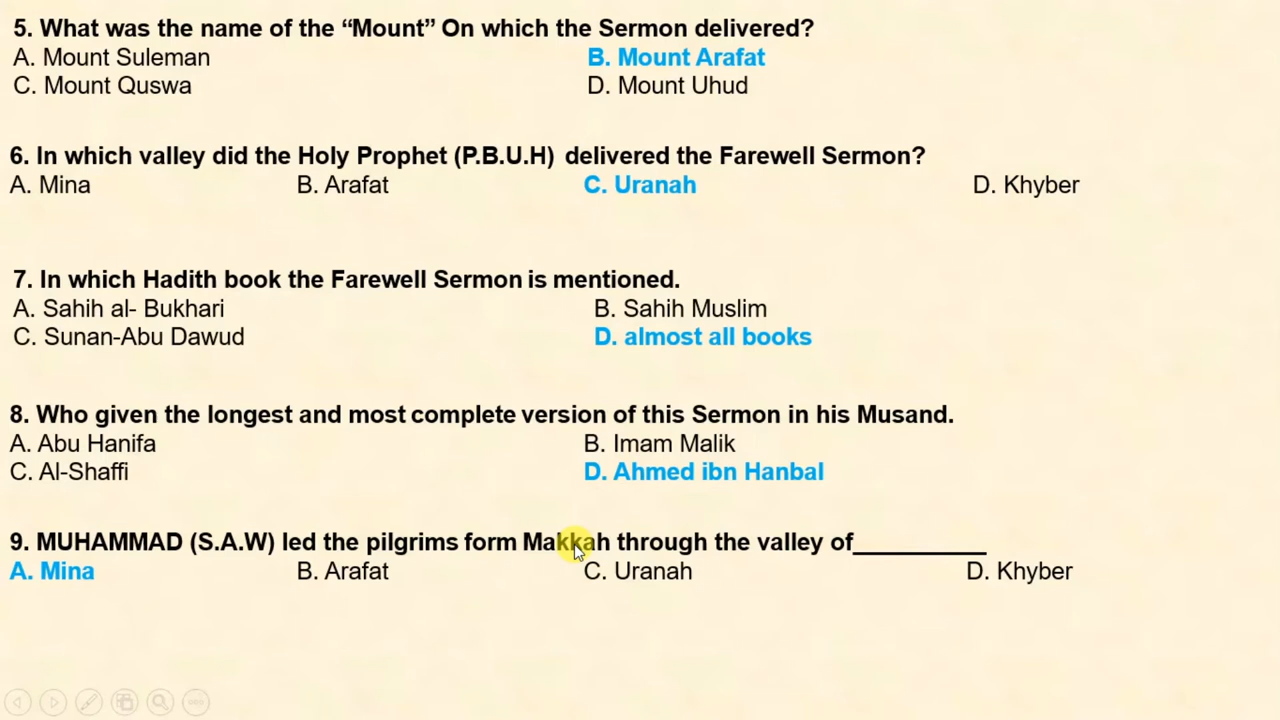 5. What was the name of the “Mount” On which the Sermon delivered?
A. Mount Suleman B. Mount Arafat
C. Mount Quswa D. Mount Uhud
6. In which valley did the Holy Prophet (P.B.U.H) delivered the Farewell Sermon?
A. Mina B. Arafat C. Uranah D. Khyber
7. In which Hadith book the Farewell Sermon is mentioned.
A. Sahih al- Bukhari B. Sahih Muslim
C. Sunan-Abu Dawud D. almost all books
8. Who given the longest and most complete version of this Sermon in his Musand.
A. Abu Hanifa B. Imam Malik
C. Al-Shaffi D. Ahmed ibn Hanbal
9. MUHAMMAD (S.A.W) led the pilgrims form Makkah through the valley of__________
A. Mina B. Arafat C. Uranah D. Khyber